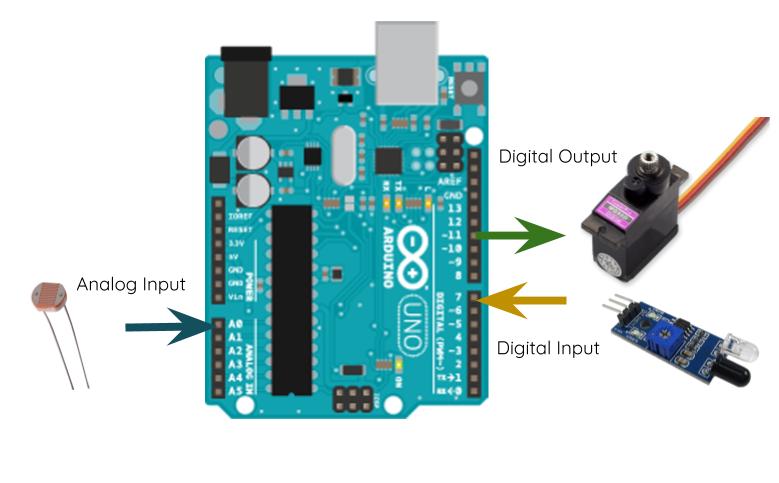 Digital Output
Analog Input
Digital Input
RESET
AREF
GND
13
12
~11
~10
~9
8
7
~6
~5
4
~3
2
TX→1
RX←0
RX
TX
IOREF
RESET
3.3V
5V
GND
GND
Vin
POWER
A0
A1
A2
A3
A4
A5
ANALOG IN
ARDUINO
UNO
DIGITAL (PWM~)
ON
ICSP